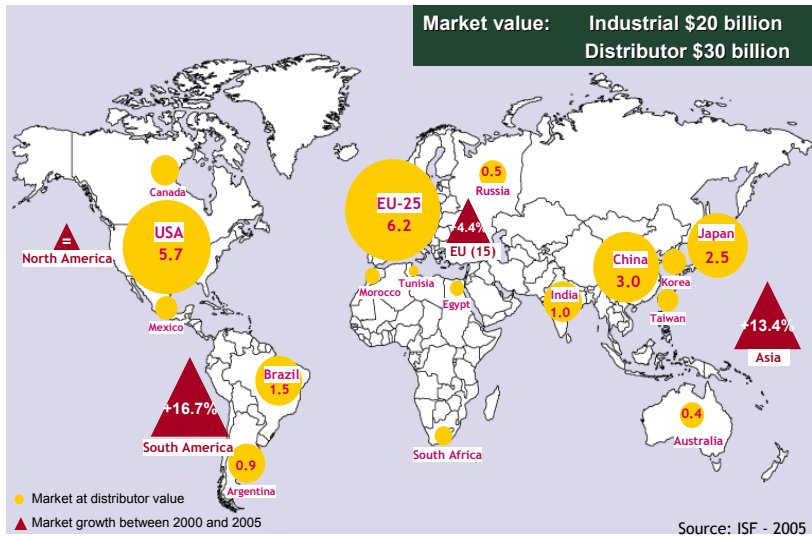 Market value: Industrial $20 billion
Distributor $30 billion
Canada
USA
5.7
=
North America
Mexico
EU-25
6.2
0.5
Russia
+4.4%
EU (15)
Morocco
Tunisia
Egypt
India
1.0
China
3.0
Japan
2.5
Korea
Taiwan
+13.4%
Asia
Brazil
1.5
+16.7%
South America
0.9
Argentina
South Africa
0.4
Australia
Market at distributor value
Market growth between 2000 and 2005
Source: ISF - 2005